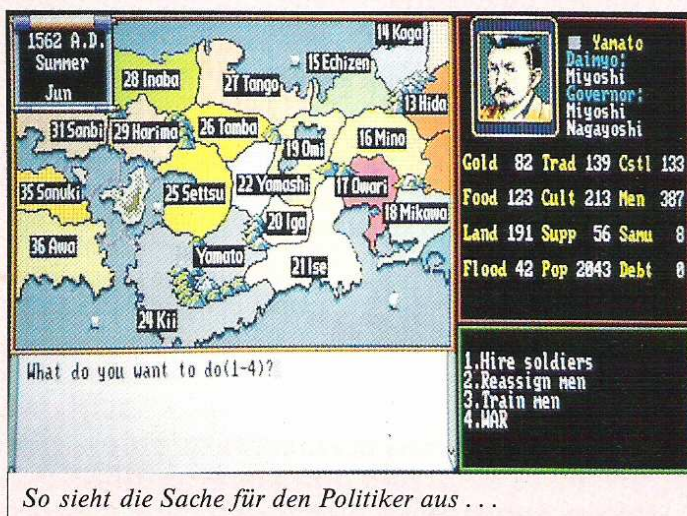 1562 A.D.
Summer
Jun
14 Kaga
15 Echizen
28 Inaba
27 Tango
13 Hida
31 Sanbi
29 Harima
26 Tamba
19 Omi
16 Mino
35 Sanuki
25 Settsu
22 Yamashi
17 Owari
18 Mikawa
20 Iga
36 Awa
Yamato
21 Ise
24 Kii
Yamato
Daimyo:
Miyoshi
Governor:
Miyoshi
Nagayoshi
Gold 82 Trad 139 Cstl 133
Food 123 Cult 213 Men 387
Land 191 Supp 56 Samu 8
Flood 42 Pop 2043 Debt 0
What do you want to do(1-4)?
1.Hire soldiers
2.Reassign men
3.Train men
4.WAR
So sieht die Sache für den Politiker aus . . .